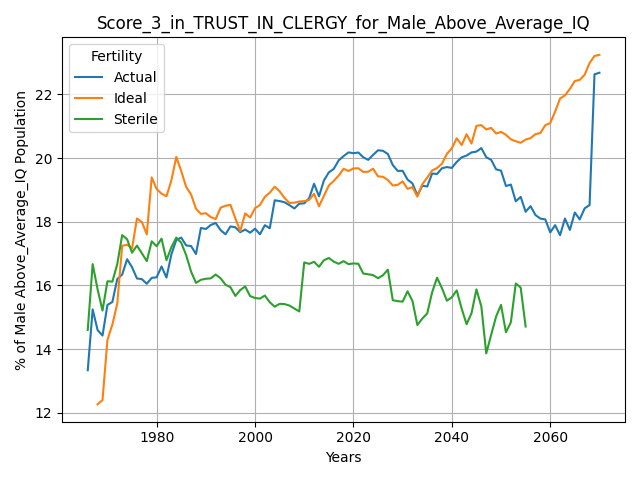 Score_3_in_TRUST_IN_CLERGY_for_Male_Above_Average_IQ
Fertility
Actual
Ideal
Sterile
% of Male Above_Average_IQ Population
22
20
18
16
14
12
1980
2000
2020
2040
2060
Years